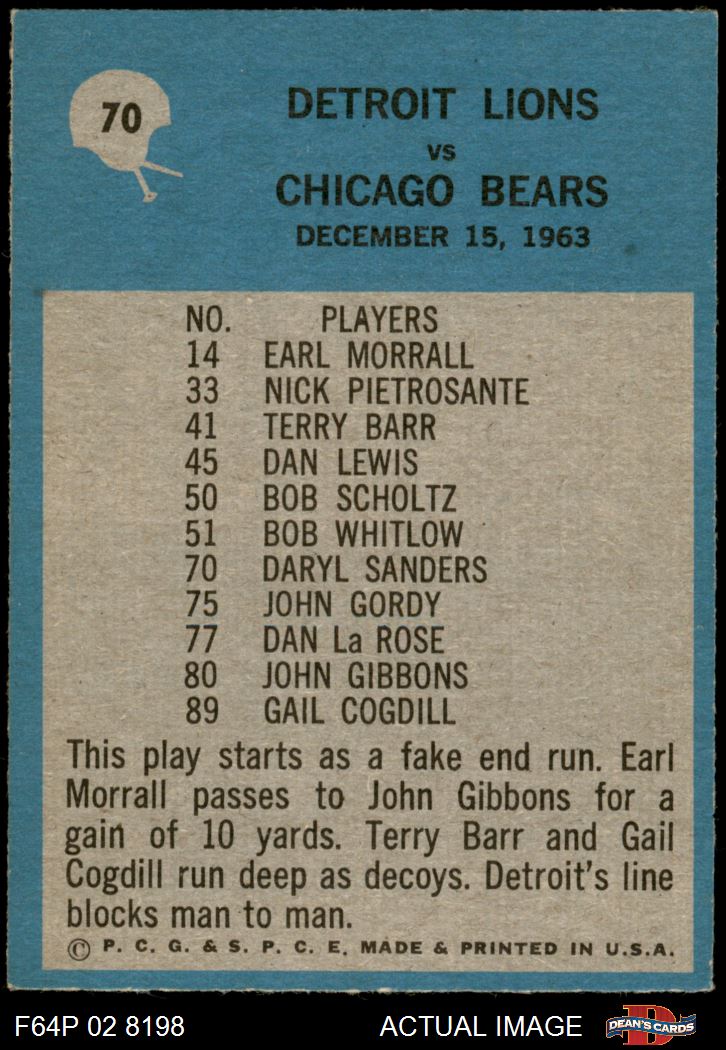 70
DETROIT LIONS
VS
CHICAGO BEARS
DECEMBER 15, 1963
NO. PLAYERS
14 EARL MORRALL
33 NICK PIETROSANTE
41 TERRY BARR
45 DAN LEWIS
50 BOB SCHOLTZ
51 BOB WHITLOW
70 DARYL SANDERS
75 JOHN GORDY
77 DAN La ROSE
80 JOHN GIBBONS
89 GAIL COGDILL
This play starts as a fake end run. Earl
Morrall passes to John Gibbons for a
gain of 10 yards. Terry Barr and Gail
Cogdill run deep as decoys. Detroit's line
blocks man to man.
© P. C. G. & S. P. C. E. MADE & PRINTED IN U.S.A.
F64P 02 8198 ACTUAL IMAGE D DEAN'S CARDS